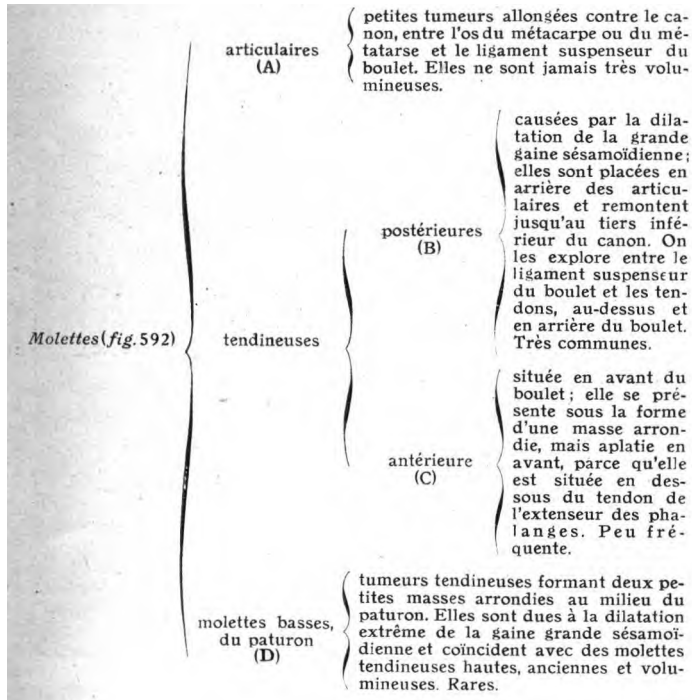 Molettes (fig. 592)
articulaires
(A)
petites tumeurs allongées contre le ca-
non, entre l'os du métacarpe ou du mé-
tatarse et le ligament suspenseur du
boulet. Elles ne sont jamais très volu-
mineuses.
tendineuses
postérieures
(B)
causées par la dila-
tation de la grande
gaine sésamoïdienne;
elles sont placées en
arrière des articu-
laires et remontent
jusqu'au tiers infé-
rieur du canon. On
les explore entre le
ligament suspenseur
du boulet et les ten-
dons, au-dessus et
en arrière du boulet.
Très communes.
antérieure
(C)
située en avant du
boulet; elle se pré-
sente sous la forme
d'une masse arron-
die, mais aplatie en
avant, parce qu'elle
est située en des-
sous du tendon de
l'extenseur des pha-
langes. Peu fré-
quente.
molettes basses,
du paturon
(D)
tumeurs tendineuses formant deux pe-
tites masses arrondies au milieu du
paturon. Elles sont dues à la dilatation
extrême de la gaine grande sésamoï-
dienne et coïncident avec des molettes
tendineuses hautes, anciennes et volu-
mineuses. Rares.